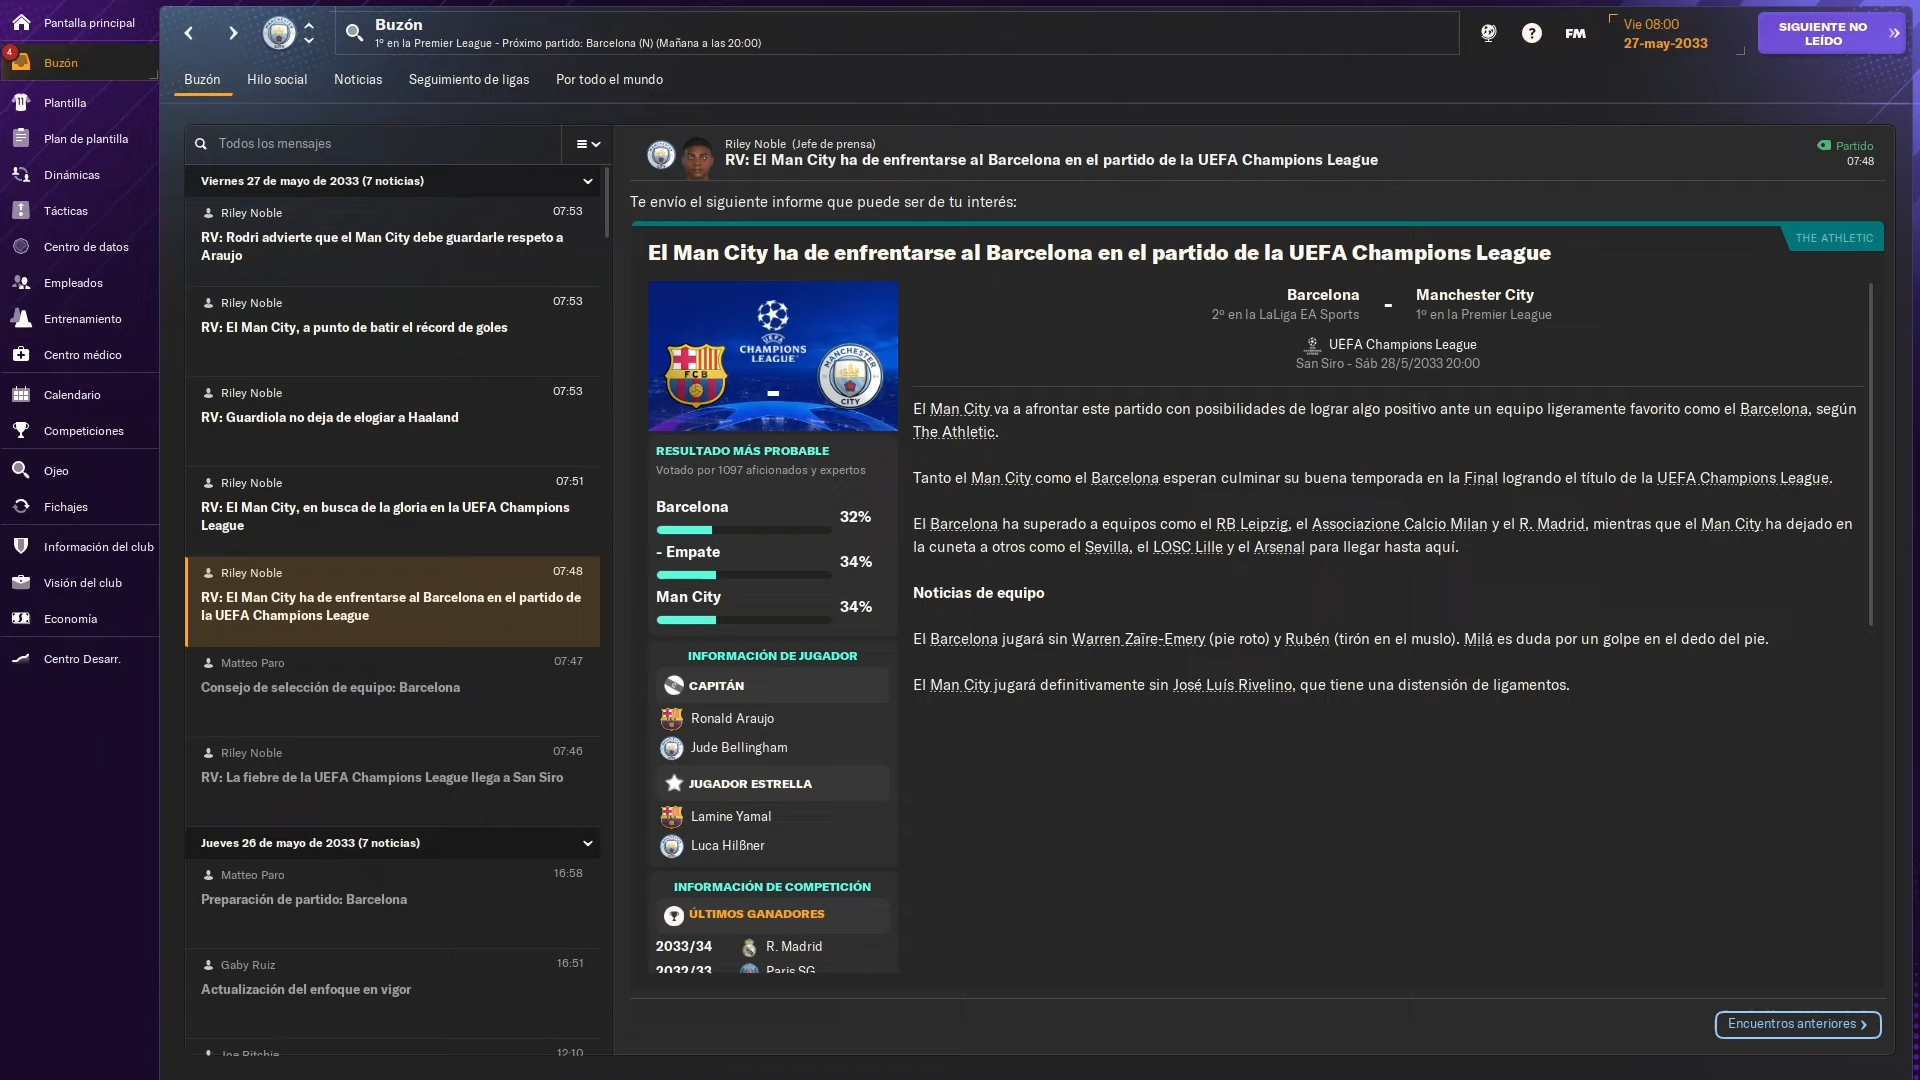 Pantalla principal
4
Buzón
Plantilla
Plan de plantilla
Dinámicas
Tácticas
Centro de datos
Empleados
Entrenamiento
Centro médico
Calendario
Competiciones
Ojeo
Fichajes
Información del club
Visión del club
Economía
Centro Desarr.
Buzón
1º en la Premier League - Próximo partido: Barcelona (N) (Mañana a las 20:00)
FM
Vie 08:00
27-may-2033
SIGUIENTE NO LEÍDO
Buzón
Hilo social
Noticias
Seguimiento de ligas
Por todo el mundo
Todos los mensajes
Viernes 27 de mayo de 2033 (7 noticias)
Riley Noble 07:53
RV: Rodri advierte que el Man City debe guardarle respeto a
Araujo
Riley Noble 07:53
RV: El Man City, a punto de batir el récord de goles
Riley Noble 07:53
RV: Guardiola no deja de elogiar a Haaland
Riley Noble 07:51
RV: El Man City, en busca de la gloria en la UEFA Champions
League
Riley Noble 07:48
RV: El Man City ha de enfrentarse al Barcelona en el partido de
la UEFA Champions League
Matteo Paro 07:47
Consejo de selección de equipo: Barcelona
Riley Noble 07:46
RV: La fiebre de la UEFA Champions League llega a San Siro
Jueves 26 de mayo de 2033 (7 noticias)
Matteo Paro 16:58
Preparación de partido: Barcelona
Gaby Ruiz 16:51
Actualización del enfoque en vigor
Joe Ritchie 12:10
Riley Noble (Jefe de prensa)
RV: El Man City ha de enfrentarse al Barcelona en el partido de la UEFA Champions League
Partido
07:48
Te envío el siguiente informe que puede ser de tu interés:
THE ATHLETIC
El Man City ha de enfrentarse al Barcelona en el partido de la UEFA Champions League
UEFA
CHAMPIONS
LEAGUE
FCB
MANCHESTER
CITY
-
RESULTADO MÁS PROBABLE
Votado por 1097 aficionados y expertos
Barcelona
32%
- Empate
34%
Man City
34%
INFORMACIÓN DE JUGADOR
CAPITÁN
Ronald Araujo
Jude Bellingham
JUGADOR ESTRELLA
Lamine Yamal
Luca Hilßner
INFORMACIÓN DE COMPETICIÓN
ÚLTIMOS GANADORES
2033/34 R. Madrid
2032/33 Paris SG
Barcelona - Manchester City
2º en la LaLiga EA Sports 1º en la Premier League
UEFA Champions League
San Siro - Sáb 28/5/2033 20:00
El Man City va a afrontar este partido con posibilidades de lograr algo positivo ante un equipo ligeramente favorito como el Barcelona, según
The Athletic.
Tanto el Man City como el Barcelona esperan culminar su buena temporada en la Final logrando el título de la UEFA Champions League.
El Barcelona ha superado a equipos como el RB Leipzig, el Associazione Calcio Milan y el R. Madrid, mientras que el Man City ha dejado en
la cuneta a otros como el Sevilla, el LOSC Lille y el Arsenal para llegar hasta aquí.
Noticias de equipo
El Barcelona jugará sin Warren Zaïre-Emery (pie roto) y Rubén (tirón en el muslo). Milá es duda por un golpe en el dedo del pie.
El Man City jugará definitivamente sin José Luís Rivelino, que tiene una distensión de ligamentos.
Encuentros anteriores